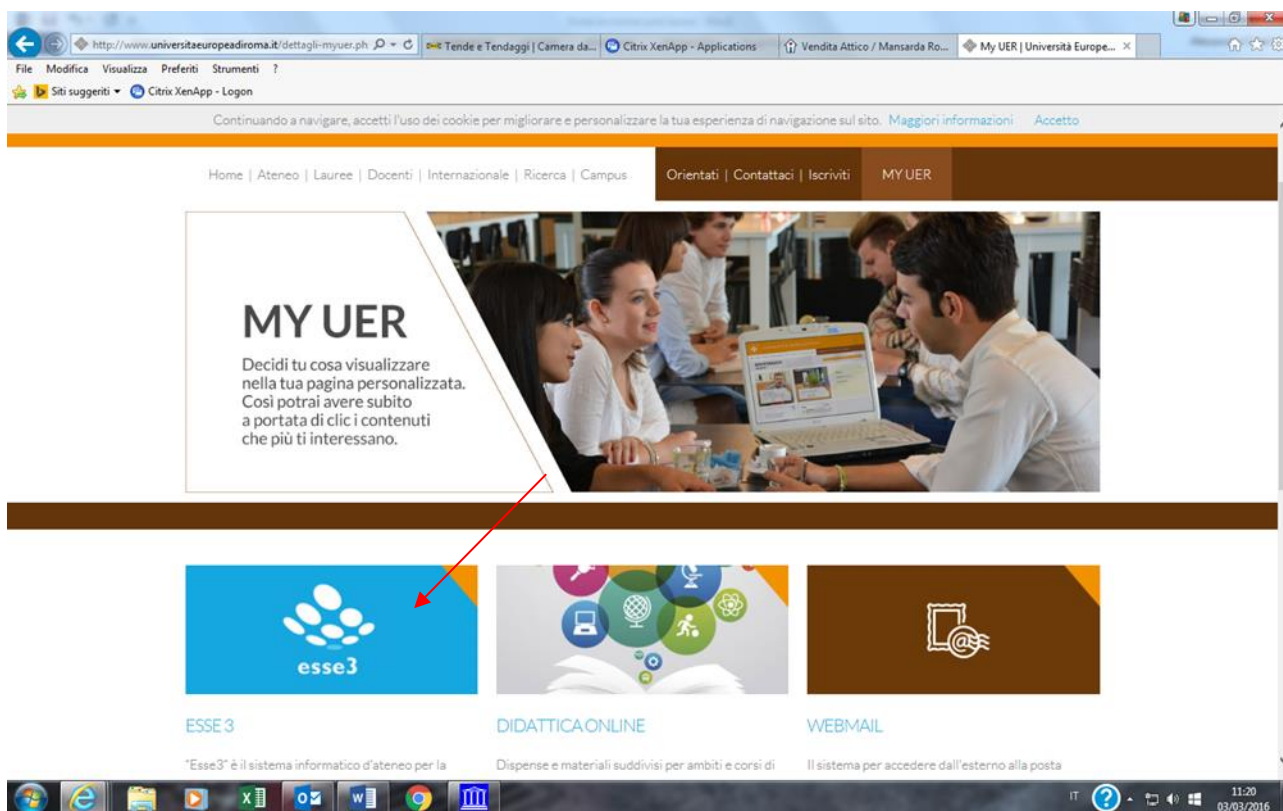 http://www.universitaeuropeadiroma.it/dettagli-myuer.ph
Tende e Tendaggi | Camera da...
Citrix XenApp - Applications
Vendita Attico / Mansarda Ro...
My UER | Università Europe...
File Modifica Visualizza Preferiti Strumenti ?
Siti suggeriti
Citrix XenApp - Logon
Continuando a navigare, accetti l'uso dei cookie per migliorare e personalizzare la tua esperienza di navigazione sul sito. Maggiori informazioni Accetto
Home | Ateneo | Lauree | Docenti | Internazionale | Ricerca | Campus
Orientati | Contattaci | Iscriviti
MY UER
MY UER
Decidi tu cosa visualizzare
nella tua pagina personalizzata.
Così potrai avere subito
a portata di clic i contenuti
che più ti interessano.
esse3
ESSE 3
DIDATTICA ONLINE
WEBMAIL
"Esse3" è il sistema informatico d'ateneo per la
Dispense e materiali suddivisi per ambiti e corsi di
Il sistema per accedere dall'esterno alla posta
IT
11:20
03/03/2016